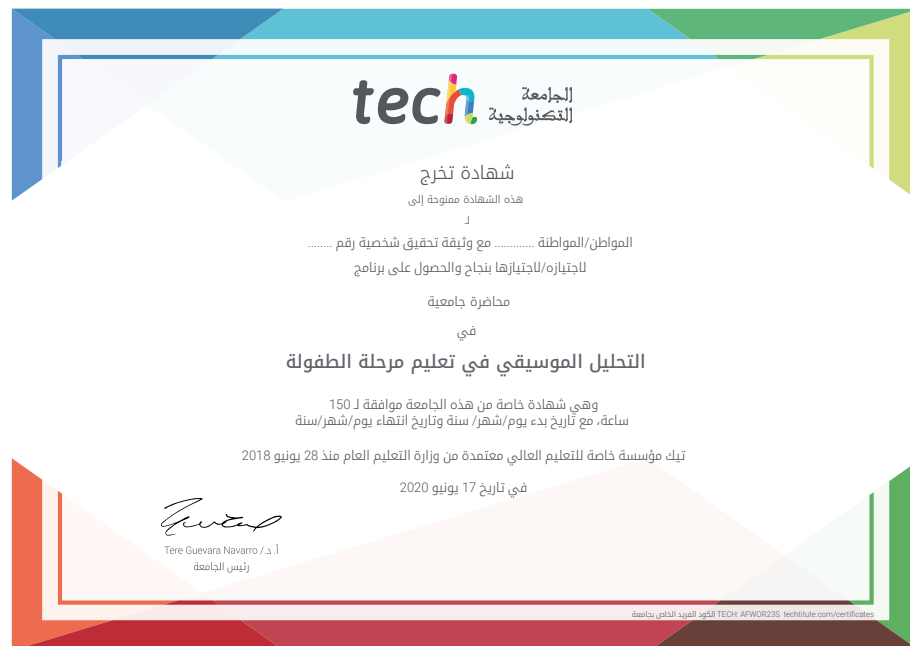 tech الجامعة
التكنولوجية
شهادة تخرج
هذه الشهادة ممنوحة إلى
لـ
المواطن/المواطنة ............ مع وثيقة تحقيق شخصية رقم ........
لاجتيازه/لاجتيازها بنجاح والحصول على برنامج
محاضرة جامعية
في
التحليل الموسيقي في تعليم مرحلة الطفولة
وهي شهادة خاصة من هذه الجامعة موافقة لـ 150
ساعة، مع تاريخ بدء يوم/شهر/ سنة وتاريخ انتهاء يوم/شهر/سنة
تيك مؤسسة خاصة للتعليم العالي معتمدة من وزارة التعليم العام منذ 28 يونيو 2018
في تاريخ 17 يونيو 2020
أ.د./ Tere Guevara Navarro
رئيس الجامعة
الكود الفريد الخاص بجامعة TECH: AFWOR23S techtitute.com/certificates